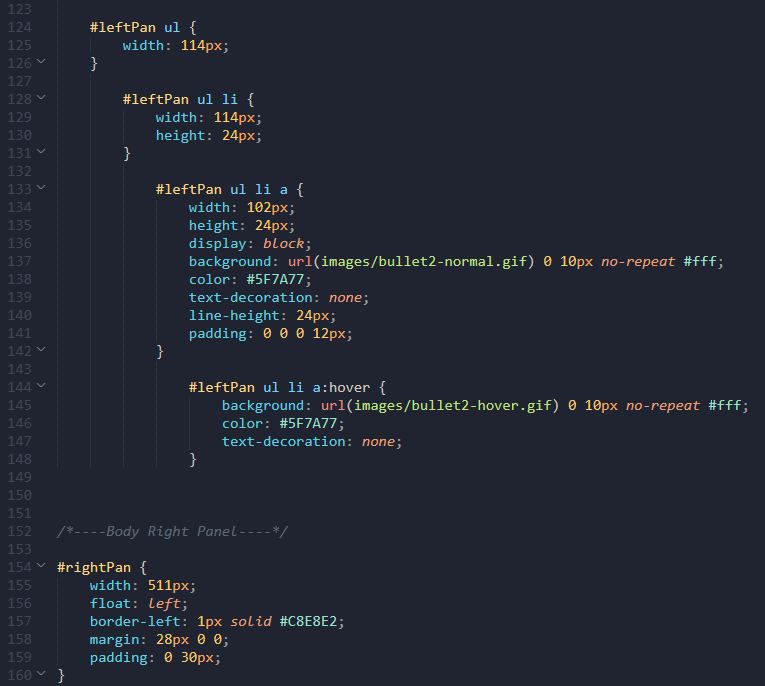 123
124     #leftPan ul {
125         width: 114px;
126     }
127
128         #leftPan ul li {
129             width: 114px;
130             height: 24px;
131         }
132
133             #leftPan ul li a {
134                 width: 102px;
135                 height: 24px;
136                 display: block;
137                 background: url(images/bullet2-normal.gif) 0 10px no-repeat #fff;
138                 color: #5F7A77;
139                 text-decoration: none;
140                 line-height: 24px;
141                 padding: 0 0 0 12px;
142             }
143
144                 #leftPan ul li a:hover {
145                     background: url(images/bullet2-hover.gif) 0 10px no-repeat #fff;
146                     color: #5F7A77;
147                     text-decoration: none;
148                 }
149
150
151
152 /*----Body Right Panel----*/
153
154 #rightPan {
155     width: 511px;
156     float: left;
157     border-left: 1px solid #C8E8E2;
158     margin: 28px 0 0;
159     padding: 0 30px;
160 }